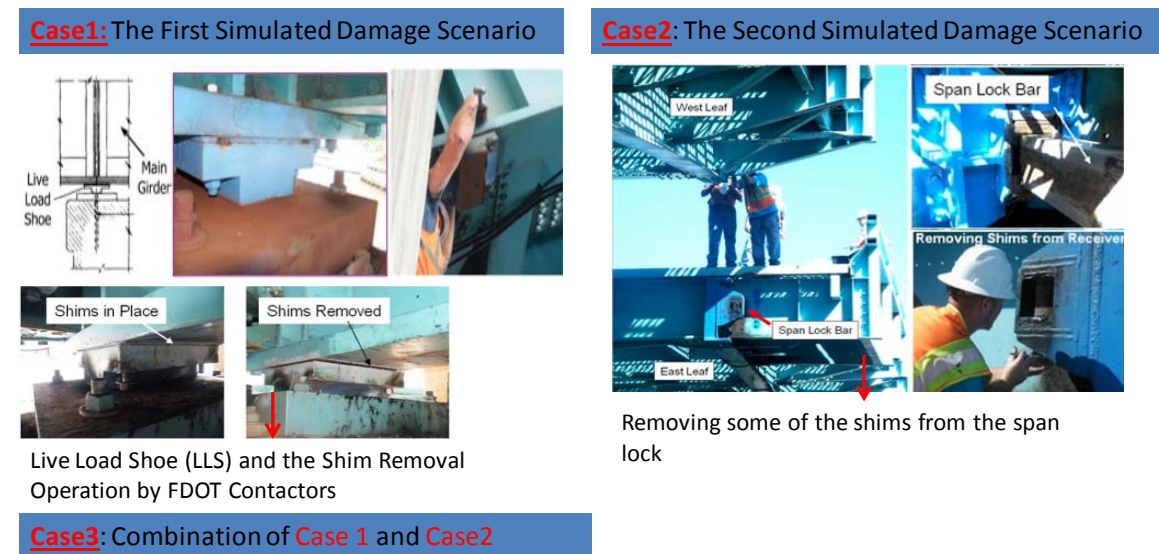 Case1: The First Simulated Damage Scenario
Case2: The Second Simulated Damage Scenario
Main
Girder
Live
Load
Shoe
Shims in Place
Shims Removed
Live Load Shoe (LLS) and the Shim Removal
Operation by FDOT Contactors
West Leaf
Span Lock Bar
East Leaf
Span Lock Bar
Removing Shims from Receiver
Removing some of the shims from the span
lock
Case3: Combination of Case 1 and Case2